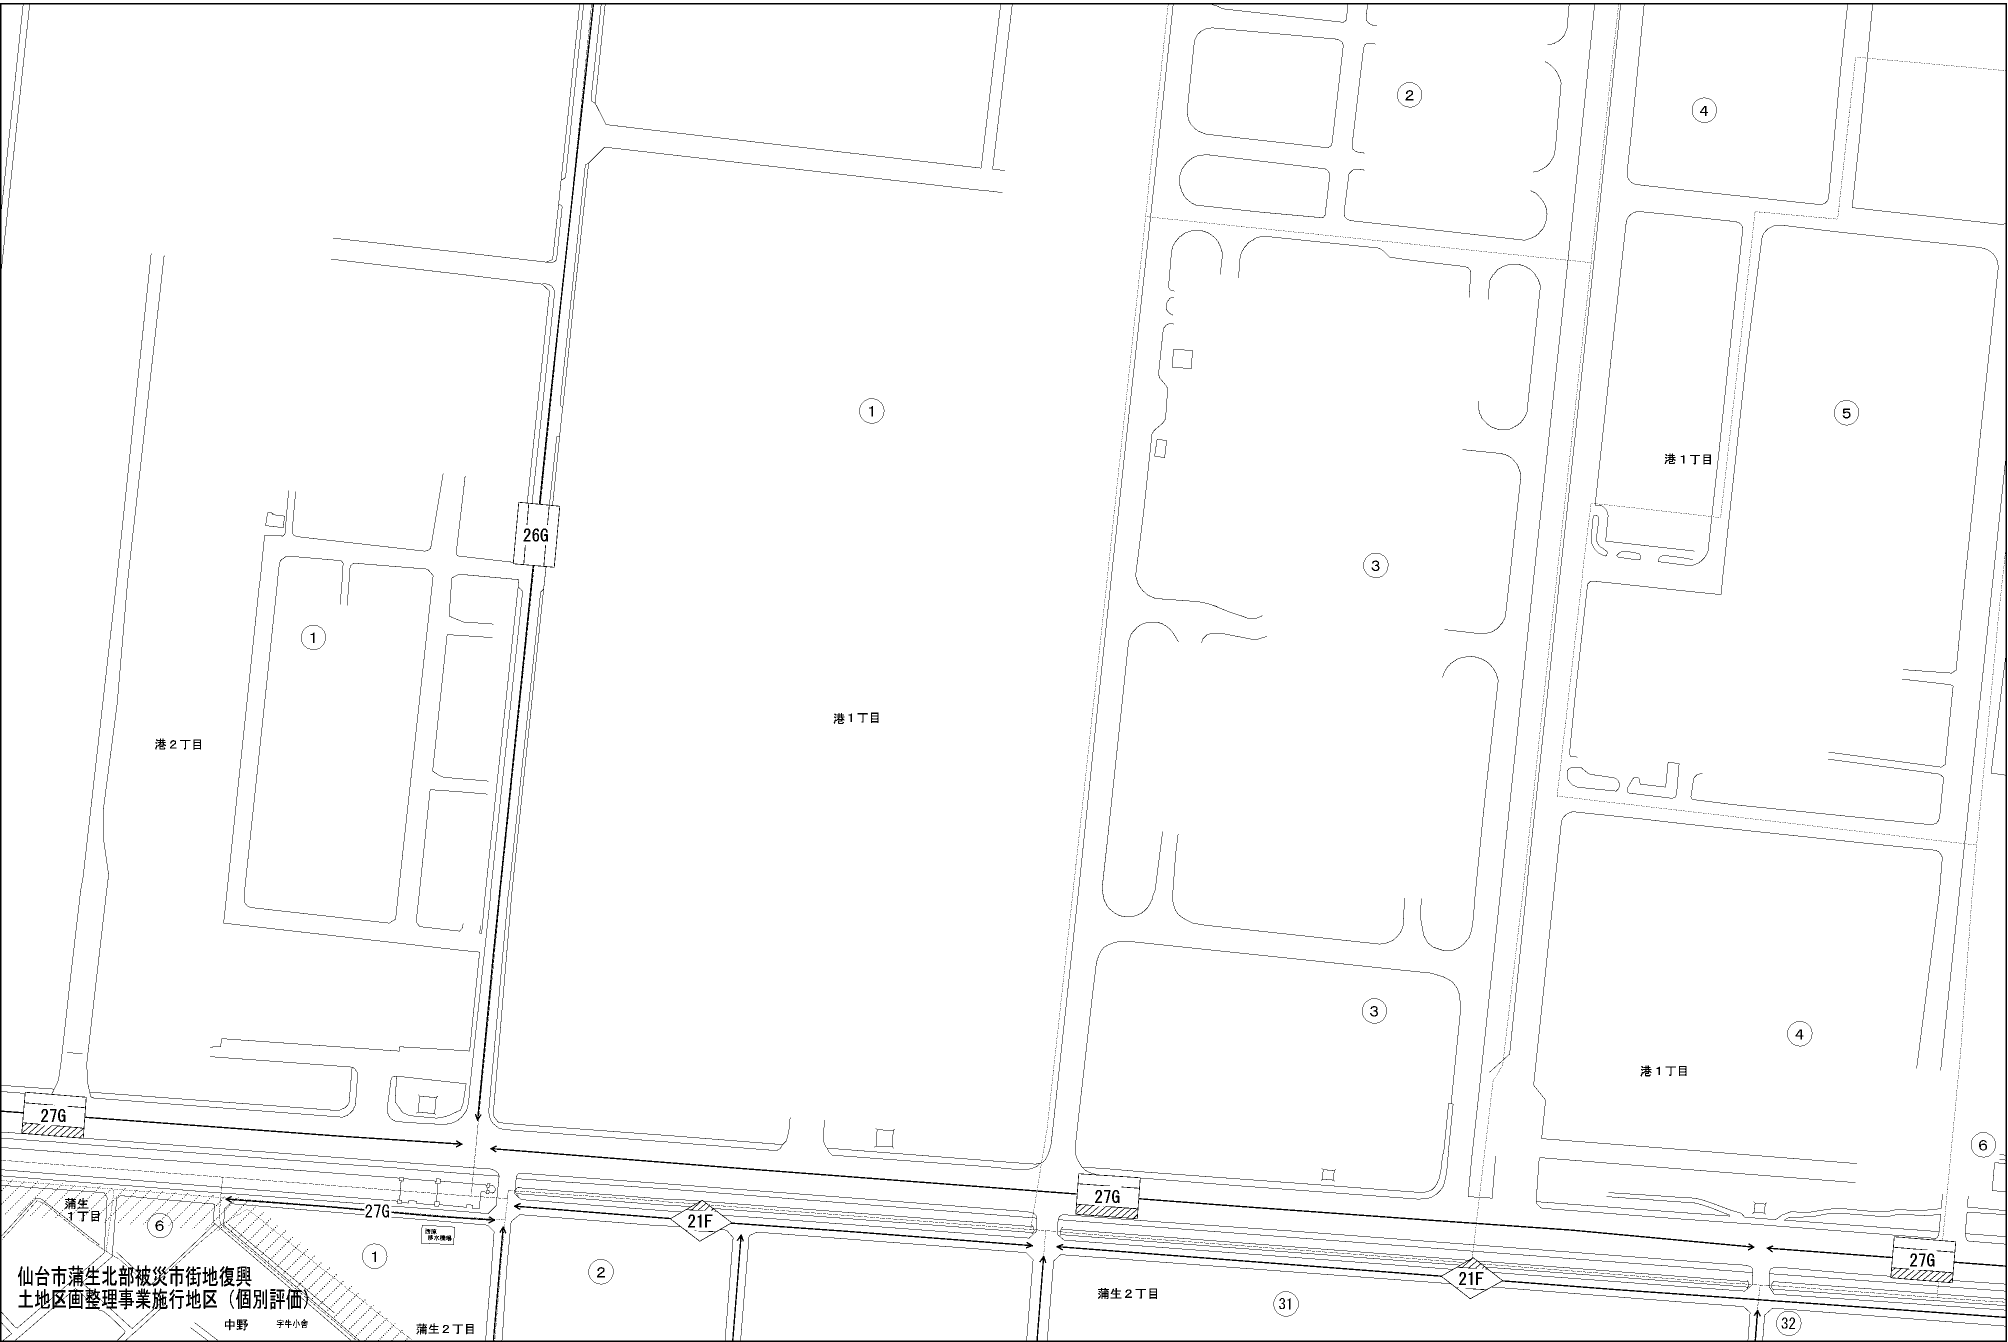 ②
④
①
⑤
港1丁目
26G
③
①
港1丁目
港2丁目
③
④
港1丁目
27G
⑥
27G
蒲生
1丁目
⑥
27G
21F
①
27G
21F
仙台市蒲生北部被災市街地復興
土地区画整理事業施行地区（個別評価）
②
蒲生2丁目
㉛
㉜
中野
字牛小舎
蒲生2丁目